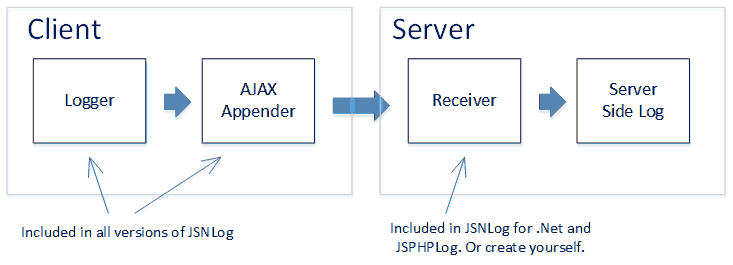 Client
Server
Logger
AJAX
Appender
Receiver
Server
Side Log
Included in all versions of JSNLog
Included in JSNLog for .Net and
JSPHPLog. Or create yourself.